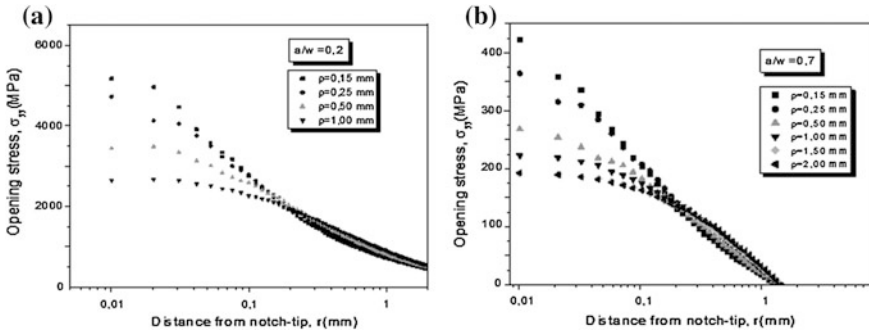 (a)
6000
4000
2000
0
Opening stress, σyy(MPa)
a/w=0,2
ρ=0,15 mm
ρ=0,25 mm
ρ=0,50 mm
ρ=1,00 mm
0,01
0,1
1
Distance from notch-tip, r(mm)
(b)
400
300
200
100
0
Opening stress, σyy(MPa)
a/w=0,7
ρ=0,15 mm
ρ=0,25 mm
ρ=0,50 mm
ρ=1,00 mm
ρ=1,50 mm
ρ=2,00 mm
0,01
0,1
1
Distance from notch-tip, r(mm)